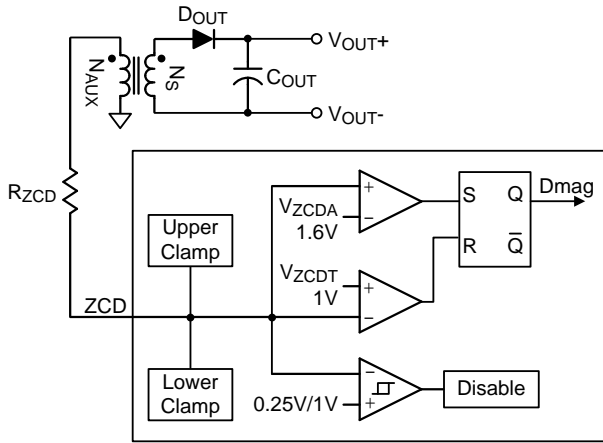 DOUT
VOUT+
NAUX
NS
COUT
VOUT-
RZCD
VZCDA
1.6V
+
−
S
Q
Dmag
R
Q̅
Upper
Clamp
VZCDT
1V
+
−
ZCD
Lower
Clamp
0.25V/1V
−
+
Disable